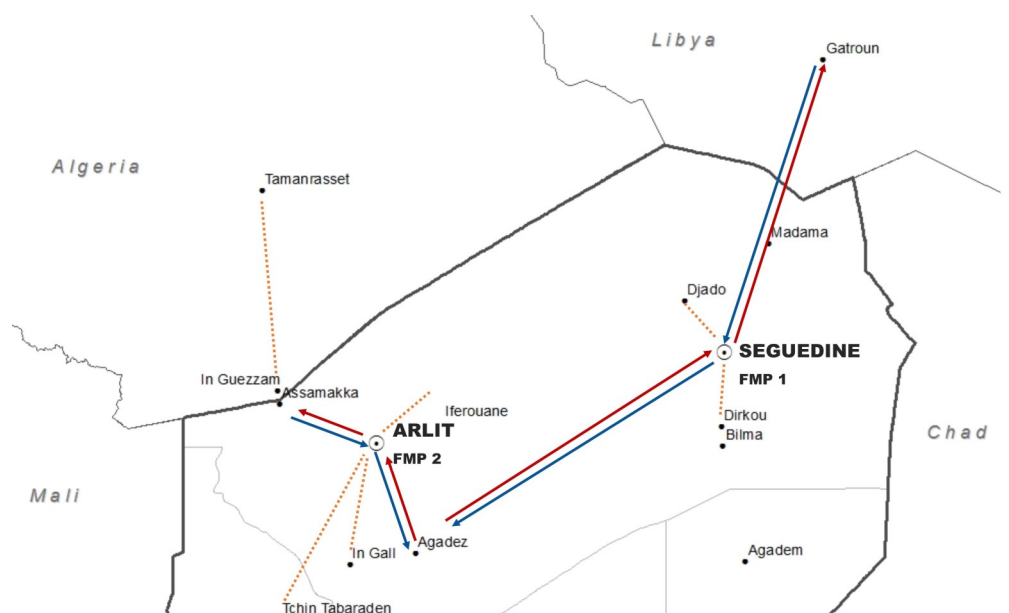 Libya
Gatroun
Algeria
Tamanrasset
Madama
Djado
SEGUEDINE
FMP 1
In Guezzam
Assamakka
Iferouane
ARLIT
FMP 2
Dirkou
Bilma
Chad
Mali
Agadez
In Gall
Agadem
Tchin Tabaraden